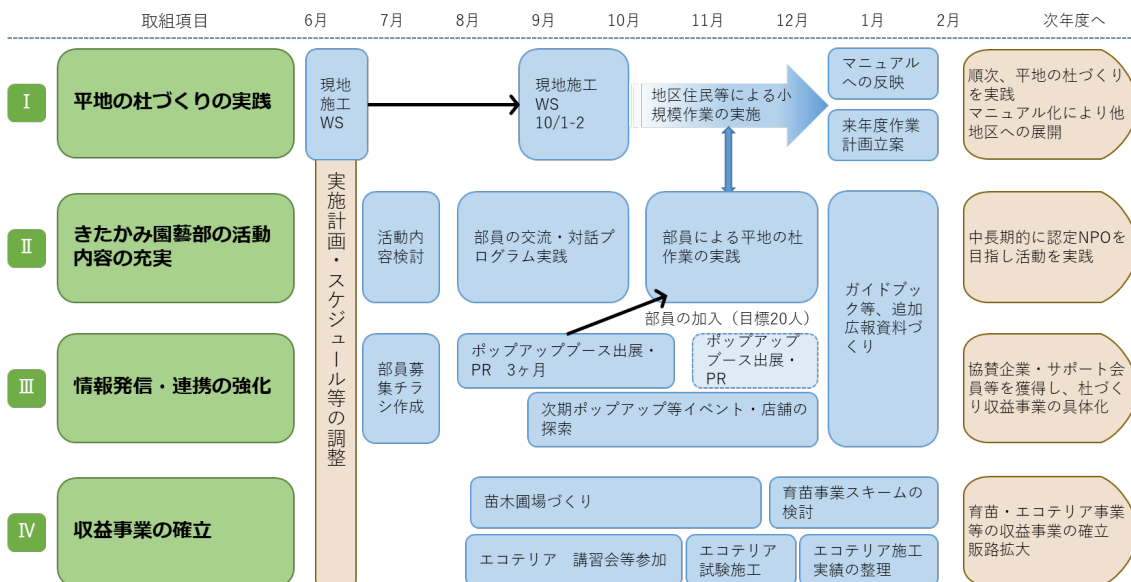 取組項目 6月 7月 8月 9月 10月 11月 12月 1月 2月 次年度へ
Ⅰ
平地の杜づくりの実践
現地
施工
WS
現地施工
WS
10/1-2
地区住民等による小
規模作業の実施
マニュアル
への反映
来年度作業
計画立案
順次、平地の杜づくり
を実践
マニュアル化により他
地区への展開
実施計画・スケジュール等の調整
Ⅱ
きたかみ園藝部の活動
内容の充実
活動内
容検討
部員の交流・対話プ
ログラム実践
部員による平地の杜
作業の実践
ガイドブッ
ク等、追加
広報資料づ
くり
中長期的に認定NPOを
目指し活動を実践
部員の加入（目標20人）
Ⅲ
情報発信・連携の強化
部員募
集チラ
シ作成
ポップアップブース出展・
PR 3ヶ月
ポップアップ
ブース出展・
PR
次期ポップアップ等イベント・店舗の
探索
協賛企業・サポート会
員等を獲得し、杜づく
り収益事業の具体化
Ⅳ
収益事業の確立
苗木圃場づくり
育苗事業スキームの
検討
エコテリア 講習会等参加
エコテリア
試験施工
エコテリア施工
実績の整理
育苗・エコテリア事業
等の収益事業の確立
販路拡大